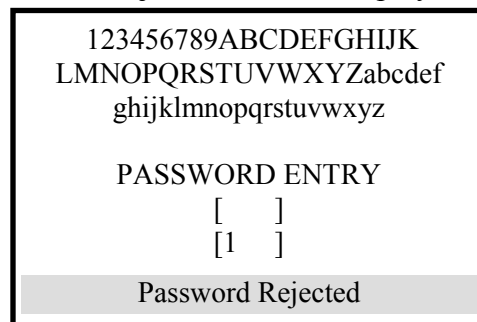 123456789ABCDEFGHIJK
LMNOPQRSTUVWXYZabcdef
ghijklmnopqrstuvwxyz
PASSWORD ENTRY
[ ]
[1 ]
Password Rejected